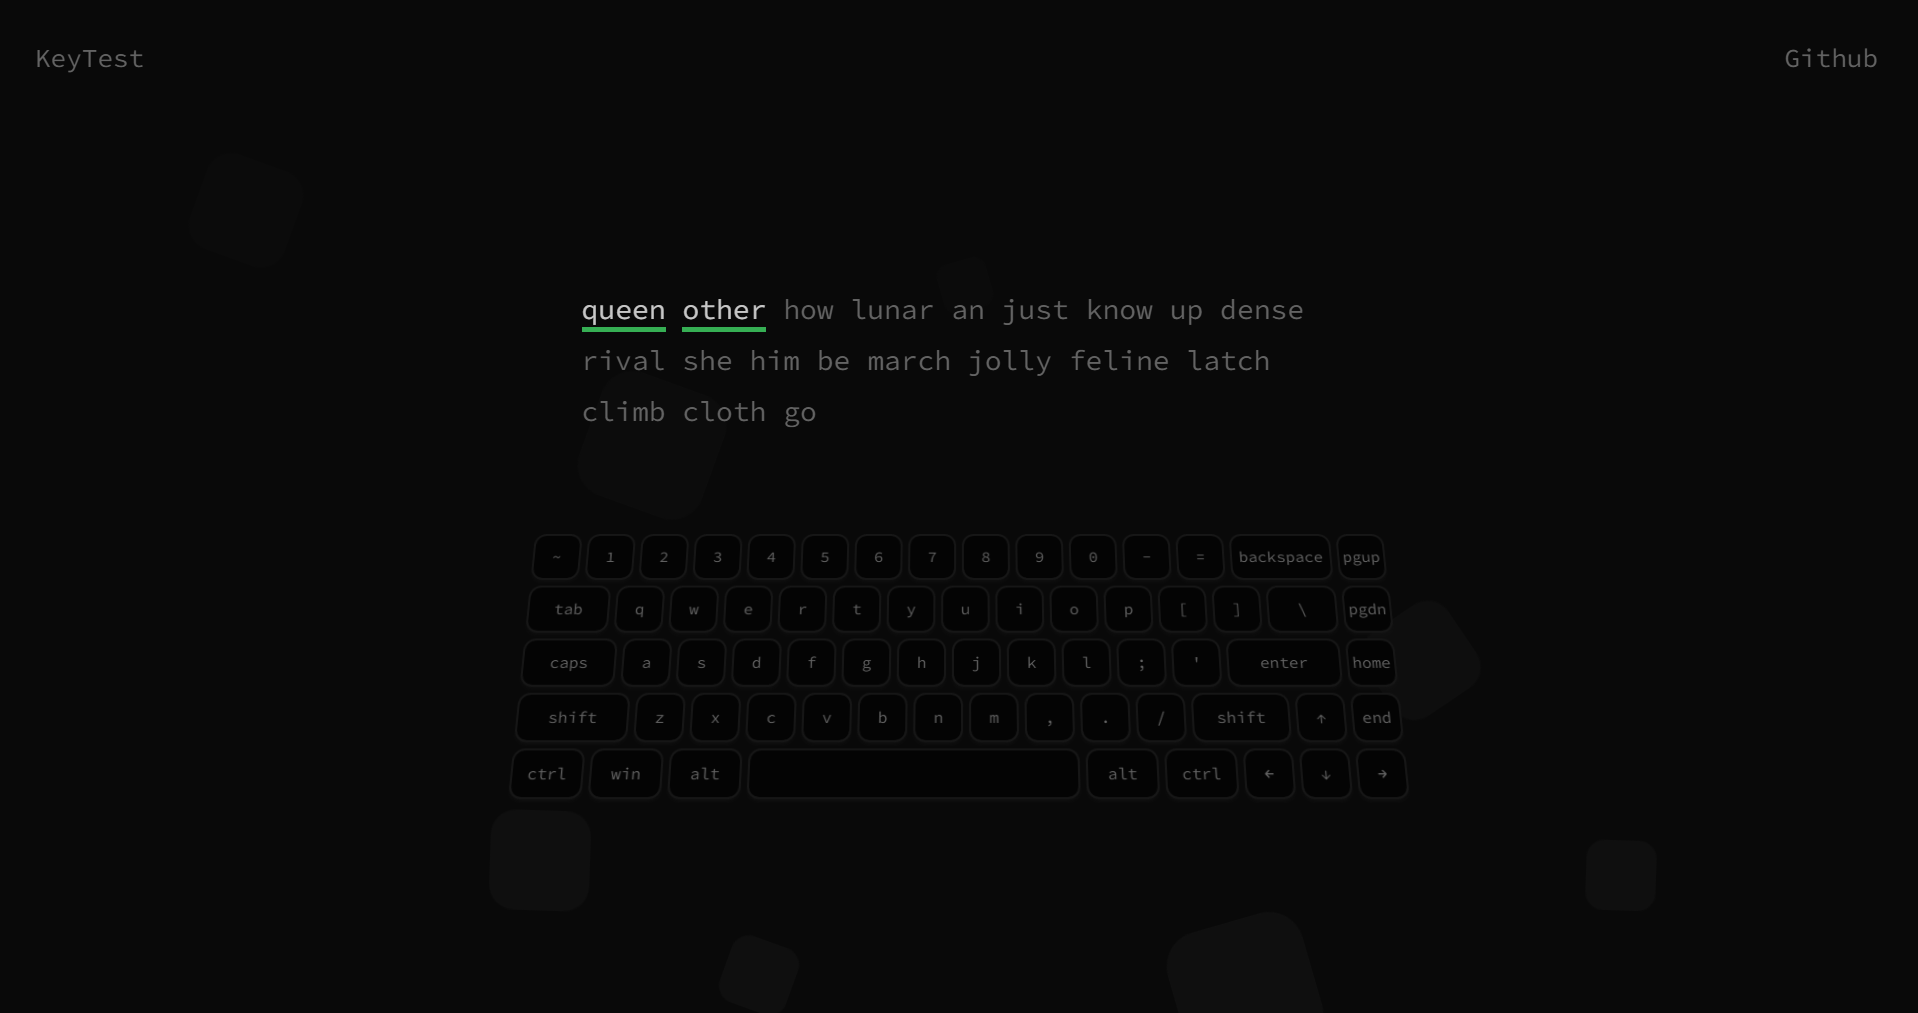 KeyTest Github
queen other how lunar an just know up dense
rival she him be march jolly feline latch
climb cloth go
~ 1 2 3 4 5 6 7 8 9 0 - = backspace pgup
tab q w e r t y u i o p [ ] \ pgdn
caps a s d f g h j k l ; ' enter home
shift z x c v b n m , . / shift ↑ end
ctrl win alt alt ctrl ← ↓ →